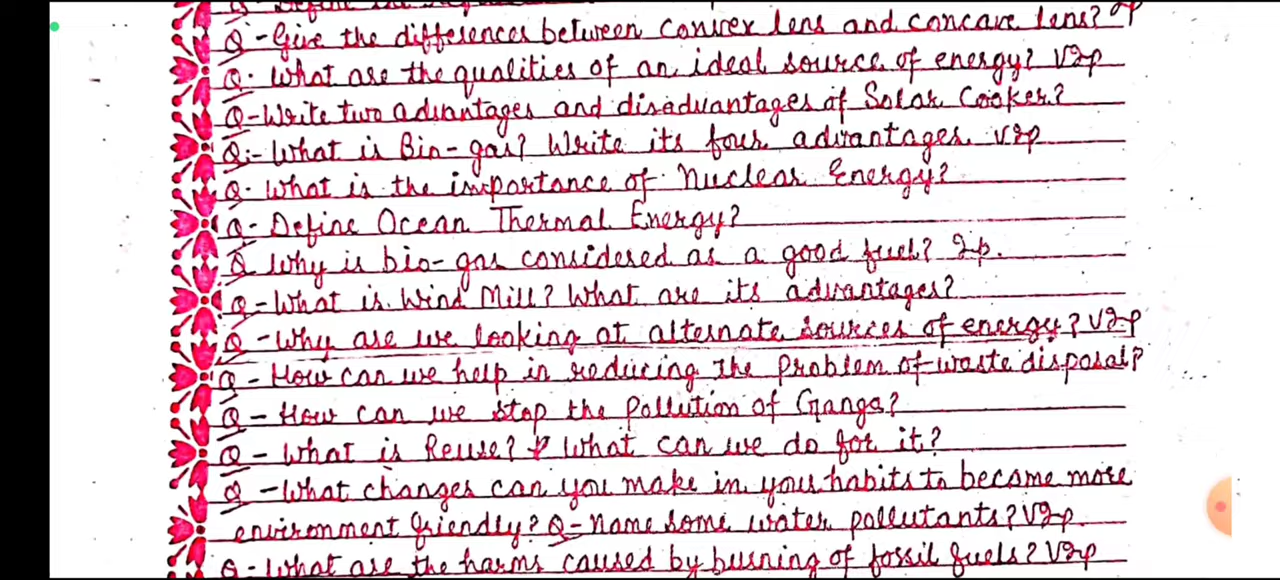 Q-Give the differences between convex lens and concave lens?
Q. What are the qualities of an ideal source of energy? V2p
Q-Write two advantages and disadvantages of Solar Cooker?
Q:- What is Bio-gas? Write its four advantages. V2p
Q. What is the importance of Nuclear Energy?
Q- Define Ocean Thermal Energy?
Q Why is bio-gas considered as a good fuel? 2p.
Q-What is Wind Mill? What are its advantages?
Q-Why are we looking at alternate sources of energy? V2p
Q-How can we help in reducing the Problem of waste disposal?
Q-How can we stop the Pollution of Ganga?
Q- What is Reuse? What can we do for it?
Q-What changes can you make in your habits to become more
environment friendly? Q-Name some water pollutants? V2p.
Q-What are the harms caused by burning of fossil fuels? V2p